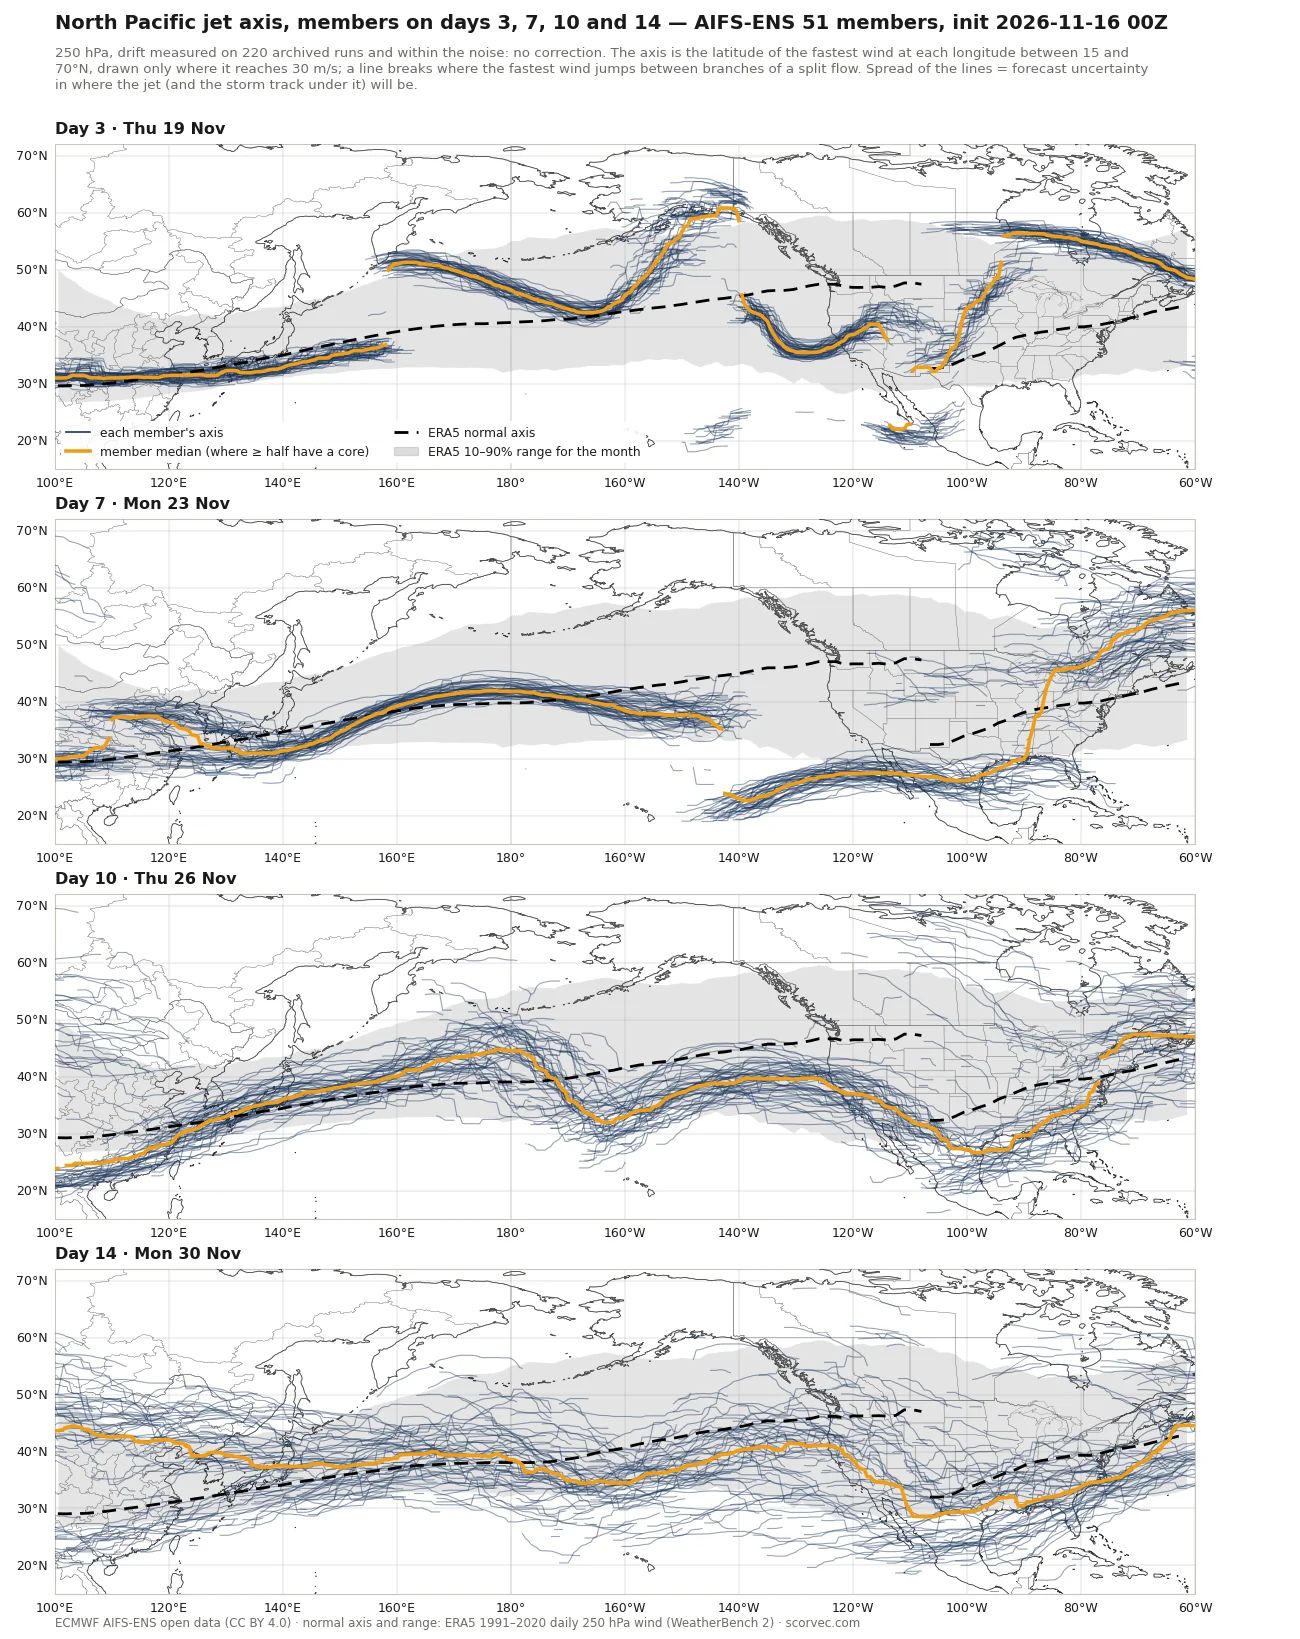 North Pacific jet axis, members on days 3, 7, 10 and 14 — AIFS-ENS 51 members, init 2026-11-16 00Z
250 hPa, drift measured on 220 archived runs and within the noise: no correction. The axis is the latitude of the fastest wind at each longitude between 15 and
70°N, drawn only where it reaches 30 m/s; a line breaks where the fastest wind jumps between branches of a split flow. Spread of the lines = forecast uncertainty
in where the jet (and the storm track under it) will be.
Day 3 · Thu 19 Nov
70°N
60°N
50°N
40°N
30°N
20°N
each member's axis
member median (where ≥ half have a core)
ERA5 normal axis
ERA5 10–90% range for the month
100°E 120°E 140°E 160°E 180° 160°W 140°W 120°W 100°W 80°W 60°W
Day 7 · Mon 23 Nov
70°N
60°N
50°N
40°N
30°N
20°N
100°E 120°E 140°E 160°E 180° 160°W 140°W 120°W 100°W 80°W 60°W
Day 10 · Thu 26 Nov
70°N
60°N
50°N
40°N
30°N
20°N
100°E 120°E 140°E 160°E 180° 160°W 140°W 120°W 100°W 80°W 60°W
Day 14 · Mon 30 Nov
70°N
60°N
50°N
40°N
30°N
20°N
100°E 120°E 140°E 160°E 180° 160°W 140°W 120°W 100°W 80°W 60°W
ECMWF AIFS-ENS open data (CC BY 4.0) · normal axis and range: ERA5 1991–2020 daily 250 hPa wind (WeatherBench 2) · scorvec.com